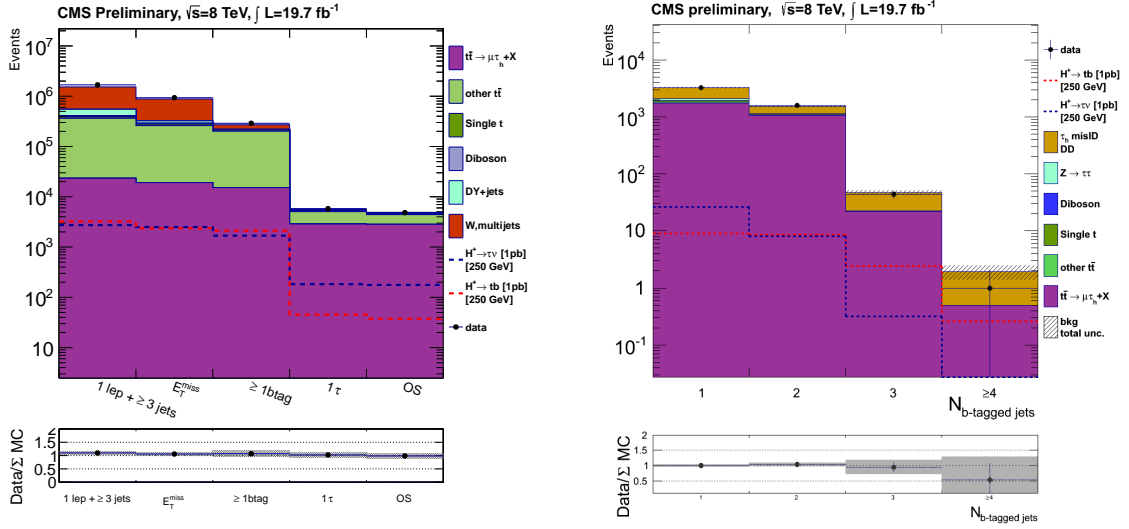 CMS Preliminary, √s=8 TeV, ∫ L=19.7 fb⁻¹
Events
10⁷
10⁶
10⁵
10⁴
10³
10²
10
1 lep + ≥ 3 jets
E_T^miss
≥ 1btag
1 τ
OS
tt̄→ μτ_h+X
other tt̄
Single t
Diboson
DY+jets
W,multijets
H⁺→τν [1pb]
[250 GeV]
H⁺→ tb [1pb]
[250 GeV]
data
Data/Σ MC
2
1.5
1
0.5
0
1 lep + ≥ 3 jets
E_T^miss
≥ 1btag
1 τ
OS
CMS preliminary, √s=8 TeV, ∫ L=19.7 fb⁻¹
Events
10⁴
10³
10²
10
1
10⁻¹
1
2
3
≥4
N_b-tagged jets
data
H⁺→ tb [1pb]
[250 GeV]
H⁺→τν [1pb]
[250 GeV]
τ_h misID
DD
Z → ττ
Diboson
Single t
other tt̄
tt̄→ μτ_h+X
bkg
total unc.
Data/Σ MC
2
1.5
1
0.5
1
2
3
≥4
N_b-tagged jets